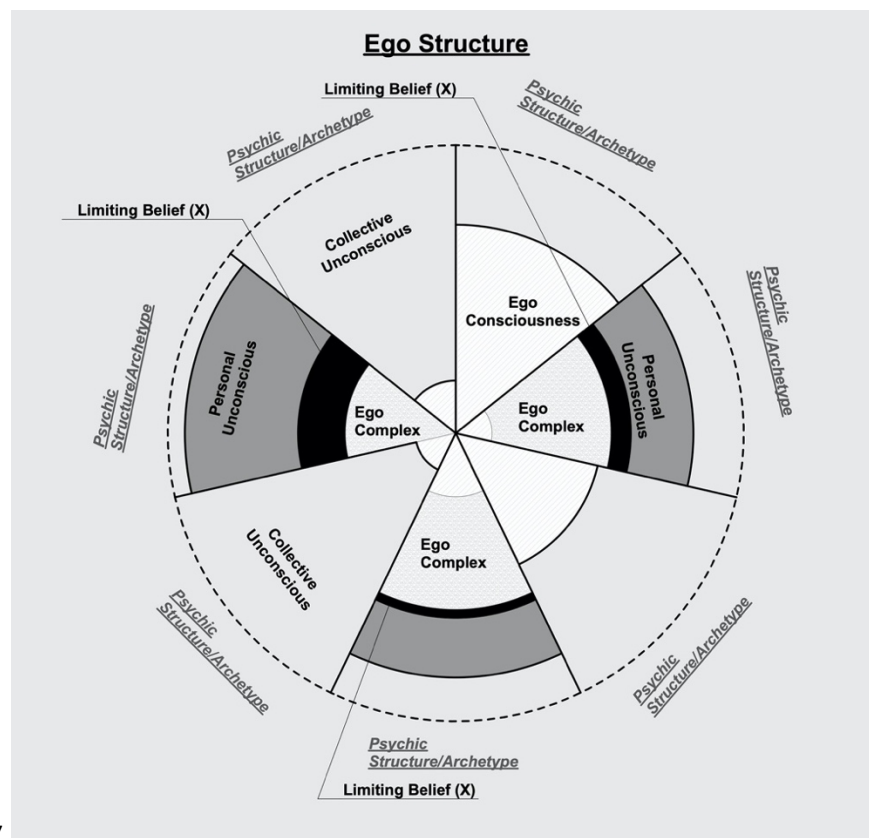 Ego Structure
Limiting Belief (X)
Psychic
Structure/Archetype
Psychic
Structure/Archetype
Limiting Belief (X)
Collective
Unconscious
Ego
Consciousness
Psychic
Structure/Archetype
Psychic
Structure/Archetype
Personal
Unconscious
Ego
Complex
Ego
Complex
Personal
Unconscious
Collective
Unconscious
Ego
Complex
Psychic
Structure/Archetype
Psychic
Structure/Archetype
Psychic
Structure/Archetype
Limiting Belief (X)